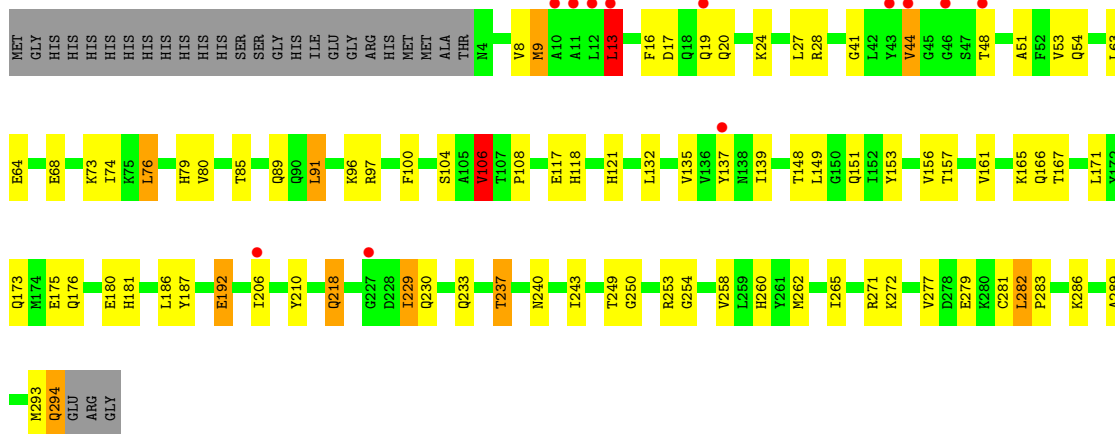 MET GLY HIS HIS HIS HIS HIS HIS HIS HIS HIS HIS SER SER GLY HIS ILE GLU GLY ARG HIS MET MET ALA THR N4 V8 M9 A10 A11 L12 L13 F16 D17 Q18 Q19 Q20 K24 L27 R28 G41 L42 Y43 V44 G45 G46 S47 T48 A51 F52 V53 Q54 L63
E64 E68 K73 I74 K75 L76 H79 V80 T85 Q89 Q90 L91 K96 R97 F100 S104 A105 V106 T107 P108 E117 H118 H121 L132 V135 V136 Y137 N138 I139 T148 L149 G150 Q151 I152 Y153 V156 T157 V161 K165 Q166 T167 L171 Y172
Q173 M174 E175 Q176 E180 H181 L186 Y187 E192 I206 Y210 Q218 G227 D228 I229 Q230 Q233 T237 N240 I243 T249 G250 R253 G254 V258 L259 H260 Y261 M262 I265 R271 K272 V277 D278 E279 K280 C281 L282 P283 K286
M293 Q294 GLU ARG GLY